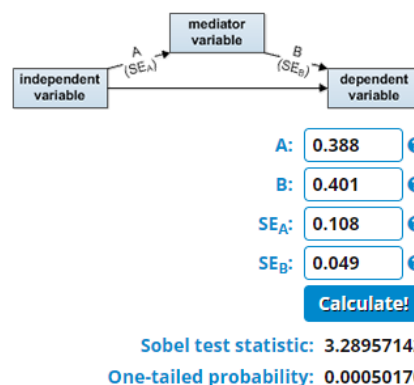 mediator
variable
A
(SEA)
B
(SEB)
independent
variable
dependent
variable
A: 0.388
B: 0.401
SEA: 0.108
SEB: 0.049
Calculate!
Sobel test statistic: 3.2895714
One-tailed probability: 0.0005017